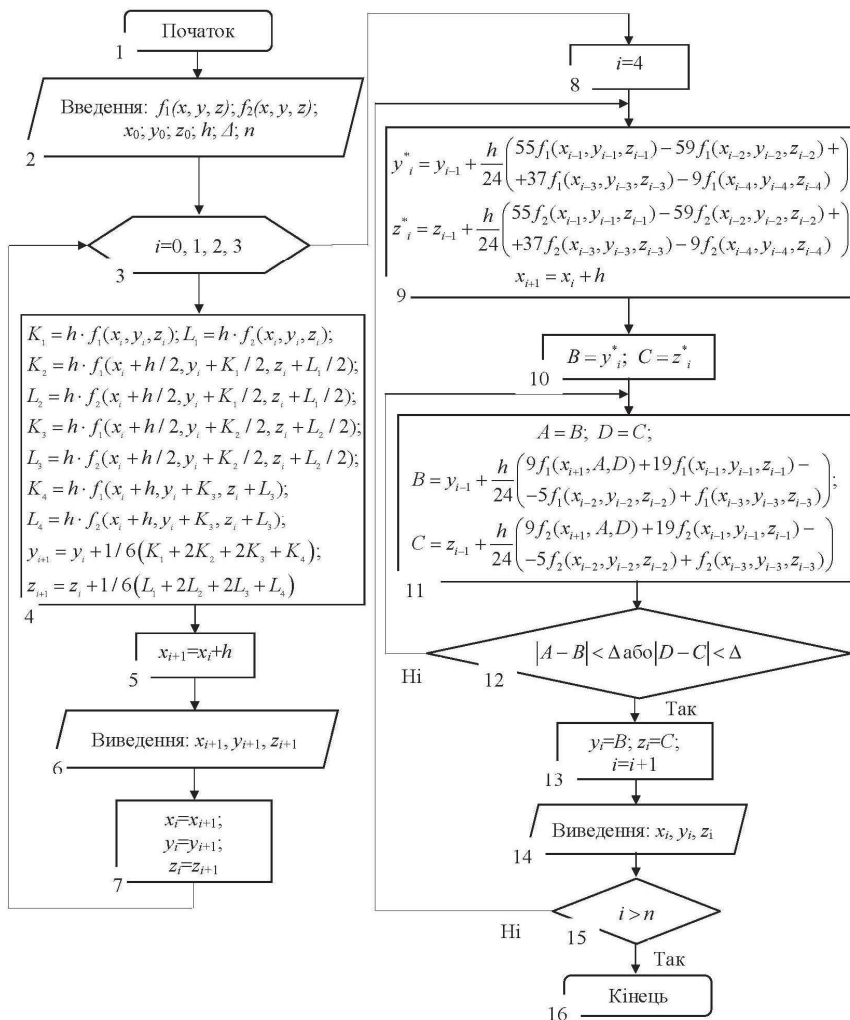 Початок
1
Введення: f₁(x, y, z); f₂(x, y, z);
x₀; y₀; z₀; h; Δ; n
2
i=0, 1, 2, 3
3
K₁ = h · f₁(xᵢ, yᵢ, zᵢ); L₁ = h · f₂(xᵢ, yᵢ, zᵢ);
K₂ = h · f₁(xᵢ + h / 2, yᵢ + K₁ / 2, zᵢ + L₁ / 2);
L₂ = h · f₂(xᵢ + h / 2, yᵢ + K₁ / 2, zᵢ + L₁ / 2);
K₃ = h · f₁(xᵢ + h / 2, yᵢ + K₂ / 2, zᵢ + L₂ / 2);
L₃ = h · f₂(xᵢ + h / 2, yᵢ + K₂ / 2, zᵢ + L₂ / 2);
K₄ = h · f₁(xᵢ + h, yᵢ + K₃, zᵢ + L₃);
L₄ = h · f₂(xᵢ + h, yᵢ + K₃, zᵢ + L₃);
yᵢ₊₁ = yᵢ + 1 / 6(K₁ + 2K₂ + 2K₃ + K₄);
zᵢ₊₁ = zᵢ + 1 / 6(L₁ + 2L₂ + 2L₃ + L₄)
4
xᵢ₊₁=xᵢ+h
5
Виведення: xᵢ₊₁, yᵢ₊₁, zᵢ₊₁
6
xᵢ=xᵢ₊₁;
yᵢ=yᵢ₊₁;
zᵢ=zᵢ₊₁
7
i=4
8
y*ᵢ = yᵢ₋₁ + h/24 (55f₁(xᵢ₋₁, yᵢ₋₁, zᵢ₋₁) − 59f₁(xᵢ₋₂, yᵢ₋₂, zᵢ₋₂) +
+37f₁(xᵢ₋₃, yᵢ₋₃, zᵢ₋₃) − 9f₁(xᵢ₋₄, yᵢ₋₄, zᵢ₋₄))
z*ᵢ = zᵢ₋₁ + h/24 (55f₂(xᵢ₋₁, yᵢ₋₁, zᵢ₋₁) − 59f₂(xᵢ₋₂, yᵢ₋₂, zᵢ₋₂) +
+37f₂(xᵢ₋₃, yᵢ₋₃, zᵢ₋₃) − 9f₂(xᵢ₋₄, yᵢ₋₄, zᵢ₋₄))
xᵢ₊₁ = xᵢ + h
9
B = y*ᵢ; C = z*ᵢ
10
A = B; D = C;
B = yᵢ₋₁ + h/24 (9f₁(xᵢ₊₁, A, D) + 19f₁(xᵢ₋₁, yᵢ₋₁, zᵢ₋₁) −
−5f₁(xᵢ₋₂, yᵢ₋₂, zᵢ₋₂) + f₁(xᵢ₋₃, yᵢ₋₃, zᵢ₋₃));
C = zᵢ₋₁ + h/24 (9f₂(xᵢ₊₁, A, D) + 19f₂(xᵢ₋₁, yᵢ₋₁, zᵢ₋₁) −
−5f₂(xᵢ₋₂, yᵢ₋₂, zᵢ₋₂) + f₂(xᵢ₋₃, yᵢ₋₃, zᵢ₋₃))
11
|A − B| < Δ або |D − C| < Δ
Ні
12
Так
yᵢ=B; zᵢ=C;
i=i+1
13
Виведення: xᵢ, yᵢ, zᵢ
14
i > n
Ні
15
Так
Кінець
16